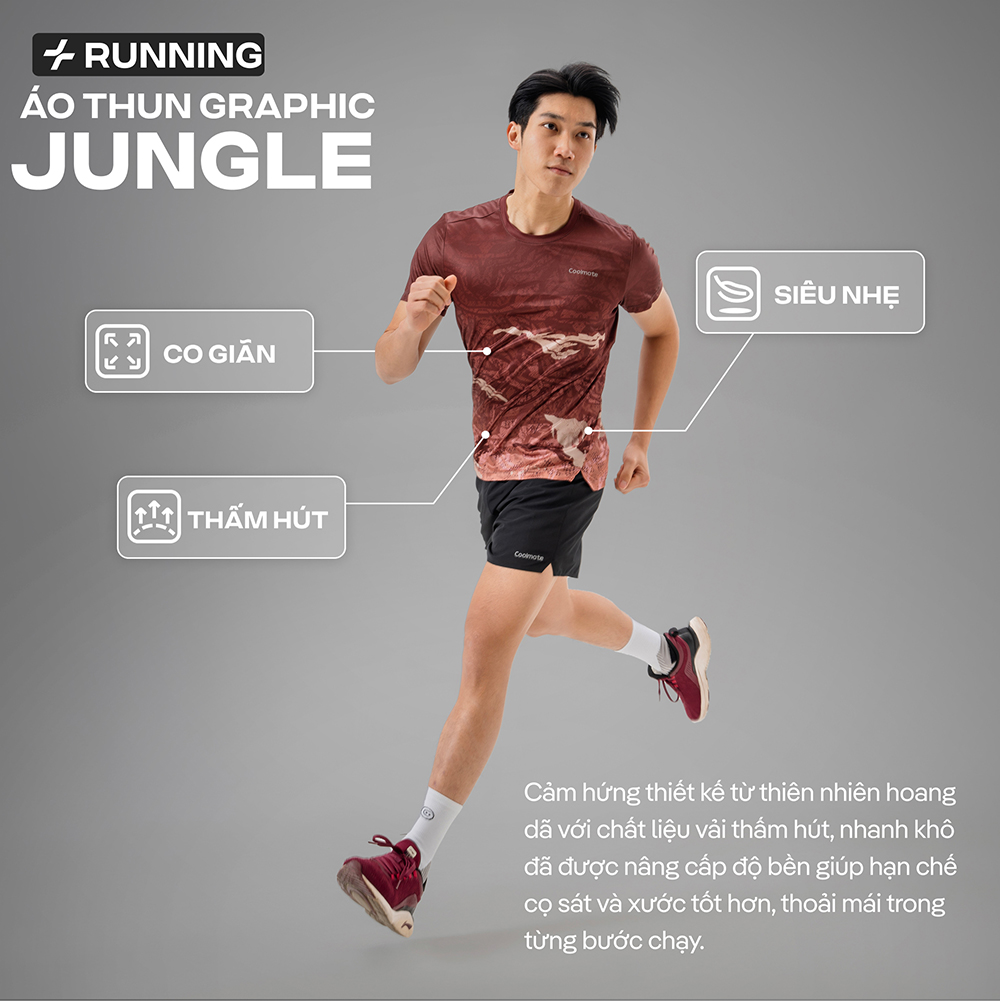 RUNNING
ÁO THUN GRAPHIC
JUNGLE
Coolmate
SIÊU NHẸ
CO GIÃN
THẤM HÚT
Coolmate
Cảm hứng thiết kế từ thiên nhiên hoang
dã với chất liệu vải thấm hút, nhanh khô
đã được nâng cấp độ bền giúp hạn chế
cọ sát và xước tốt hơn, thoải mái trong
từng bước chạy.